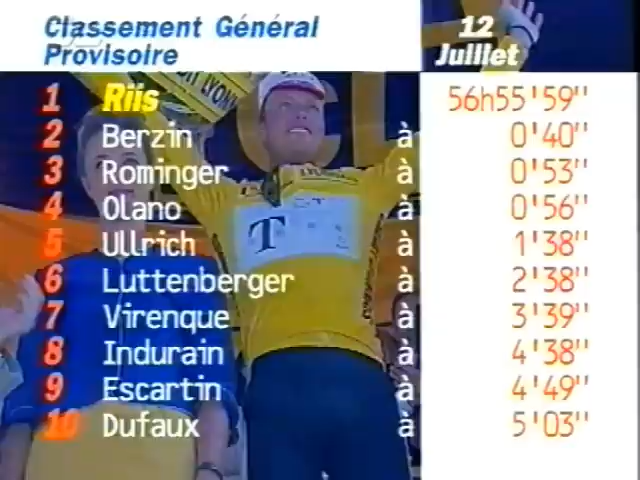 Classement Général
Provisoire
12
Juillet
1 Riis 56h55'59"
2 Berzin à 0'40"
3 Rominger à 0'53"
4 Olano à 0'56"
5 Ullrich à 1'38"
6 Luttenberger à 2'38"
7 Virenque à 3'39"
8 Indurain à 4'38"
9 Escartin à 4'49"
10 Dufaux à 5'03"
LYON
T